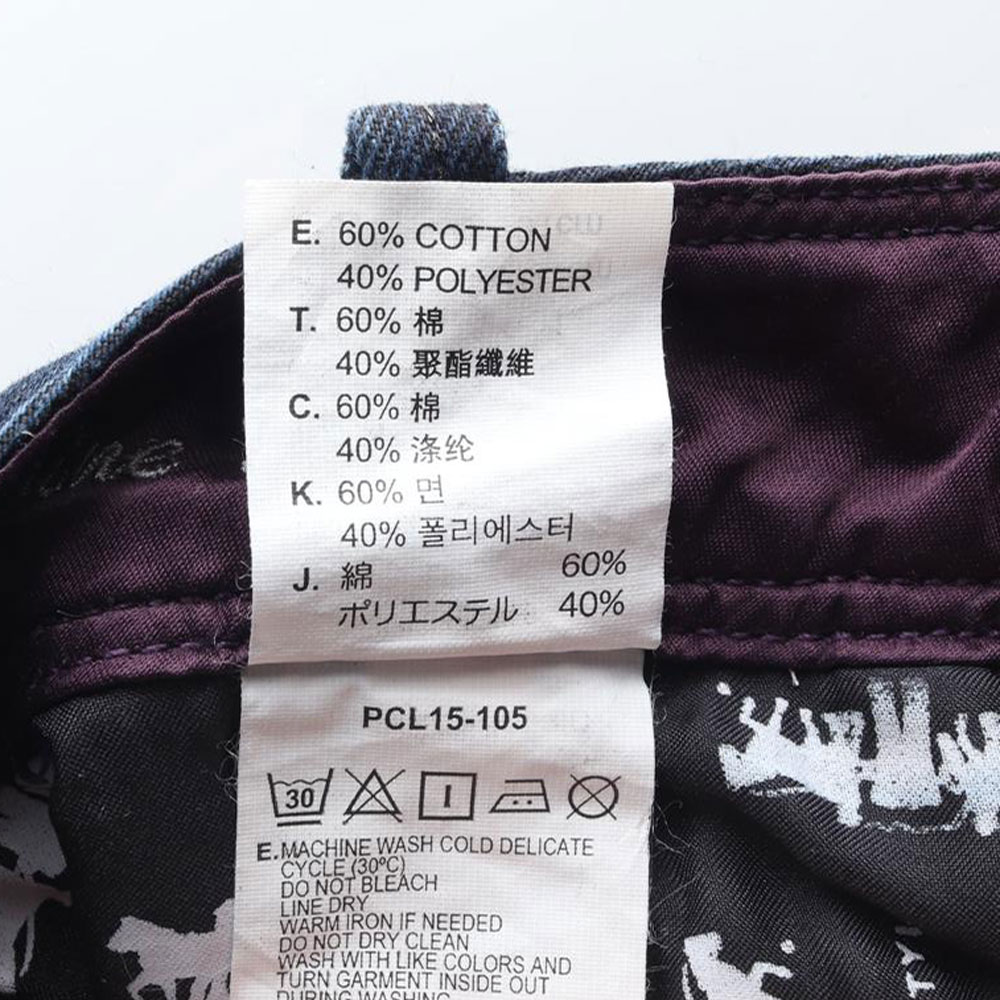 E. 60% COTTON
40% POLYESTER
T. 60% 棉
40% 聚酯纖維
C. 60% 棉
40% 涤纶
K. 60% 면
40% 폴리에스터
J. 綿 60%
ポリエステル 40%
PCL15-105
30
E. MACHINE WASH COLD DELICATE
CYCLE (30ºC)
DO NOT BLEACH
LINE DRY
WARM IRON IF NEEDED
DO NOT DRY CLEAN
WASH WITH LIKE COLORS AND
TURN GARMENT INSIDE OUT
DURING WASHING